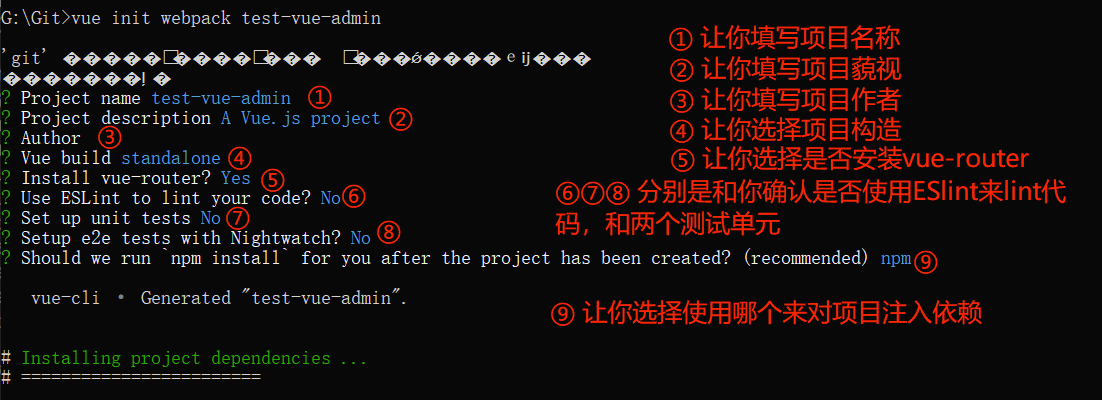 G:\Git>vue init webpack test-vue-admin
'git'
? Project name test-vue-admin ①
? Project description A Vue.js project ②
? Author ③
? Vue build standalone ④
? Install vue-router? Yes ⑤
? Use ESLint to lint your code? No ⑥
? Set up unit tests No ⑦
? Setup e2e tests with Nightwatch? No ⑧
? Should we run `npm install` for you after the project has been created? (recommended) npm ⑨
vue-cli · Generated "test-vue-admin".
# Installing project dependencies ...
# ========================
① 让你填写项目名称
② 让你填写项目藐视
③ 让你填写项目作者
④ 让你选择项目构造
⑤ 让你选择是否安装vue-router
⑥⑦⑧ 分别是和你确认是否使用ESlint来lint代
码，和两个测试单元
⑨ 让你选择使用哪个来对项目注入依赖